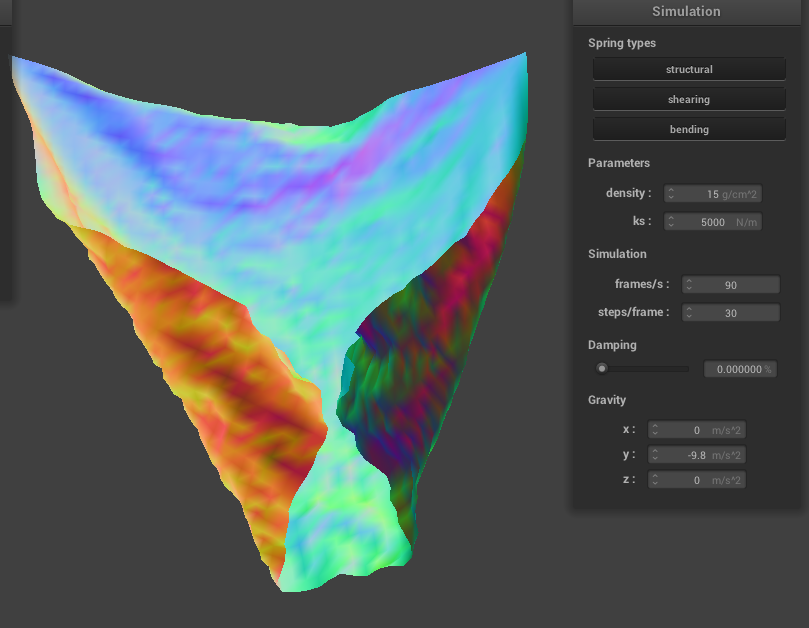 Simulation
Spring types
structural
shearing
bending
Parameters
density : 15 g/cm^2
ks : 5000 N/m
Simulation
frames/s : 90
steps/frame : 30
Damping
0.000000 %
Gravity
x : 0 m/s^2
y : -9.8 m/s^2
z : 0 m/s^2